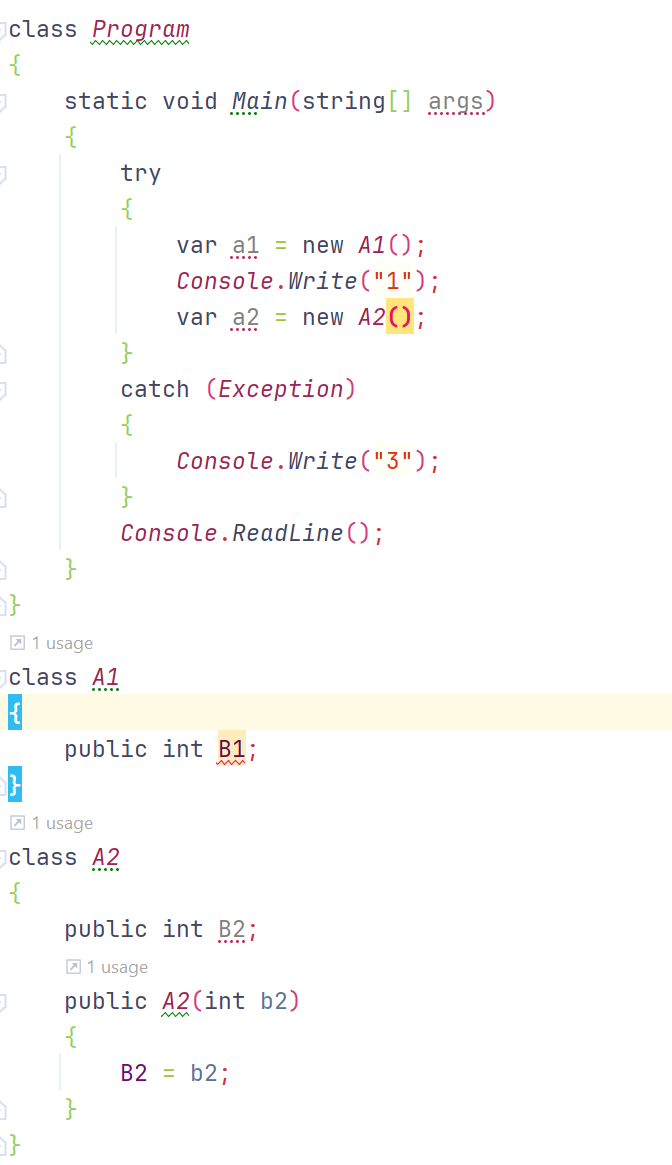 class Program
{
    static void Main(string[] args)
    {
        try
        {
            var a1 = new A1();
            Console.Write("1");
            var a2 = new A2();
        }
        catch (Exception)
        {
            Console.Write("3");
        }
        Console.ReadLine();
    }
}
1 usage
class A1
{
    public int B1;
}
1 usage
class A2
{
    public int B2;
    1 usage
    public A2(int b2)
    {
        B2 = b2;
    }
}